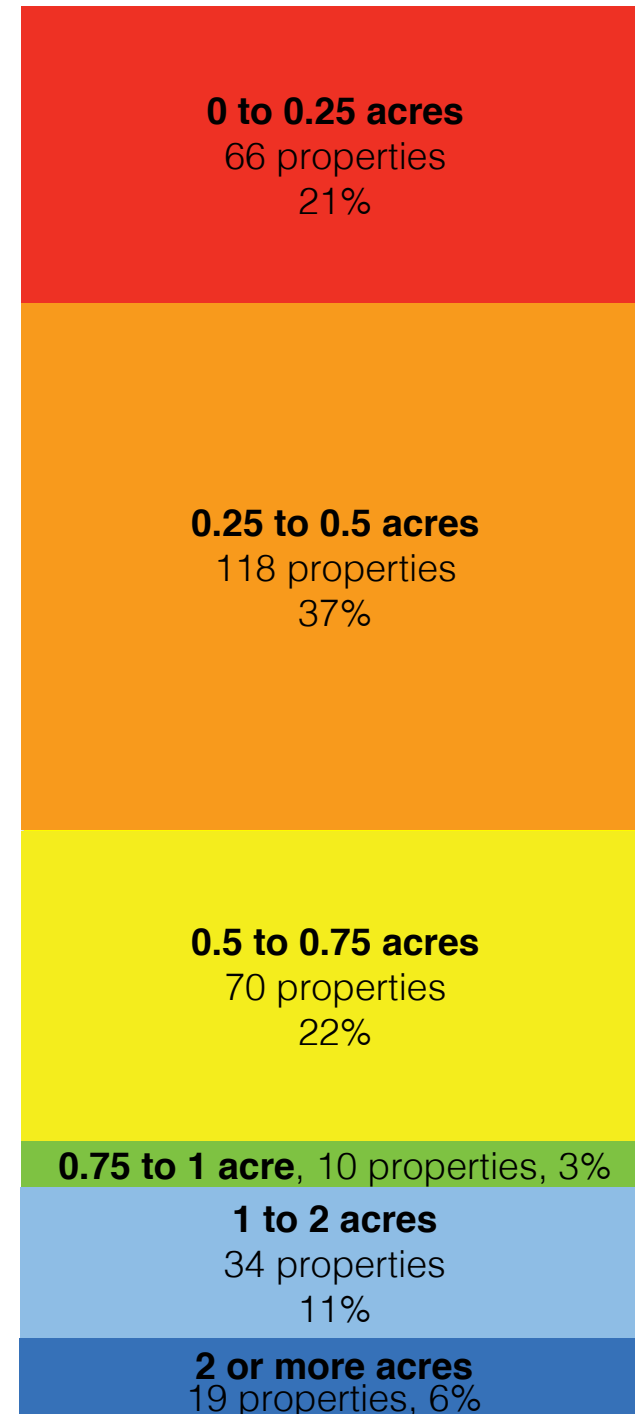 0 to 0.25 acres
66 properties
21%
0.25 to 0.5 acres
118 properties
37%
0.5 to 0.75 acres
70 properties
22%
0.75 to 1 acre, 10 properties, 3%
1 to 2 acres
34 properties
11%
2 or more acres
19 properties, 6%